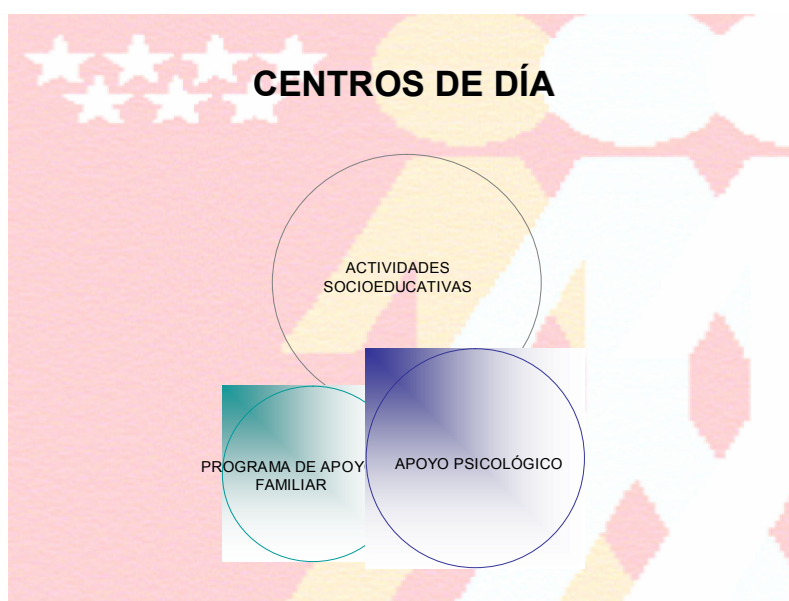 CENTROS DE DÍA
ACTIVIDADES
SOCIOEDUCATIVAS
PROGRAMA DE APOY
FAMILIAR
APOYO PSICOLÓGICO